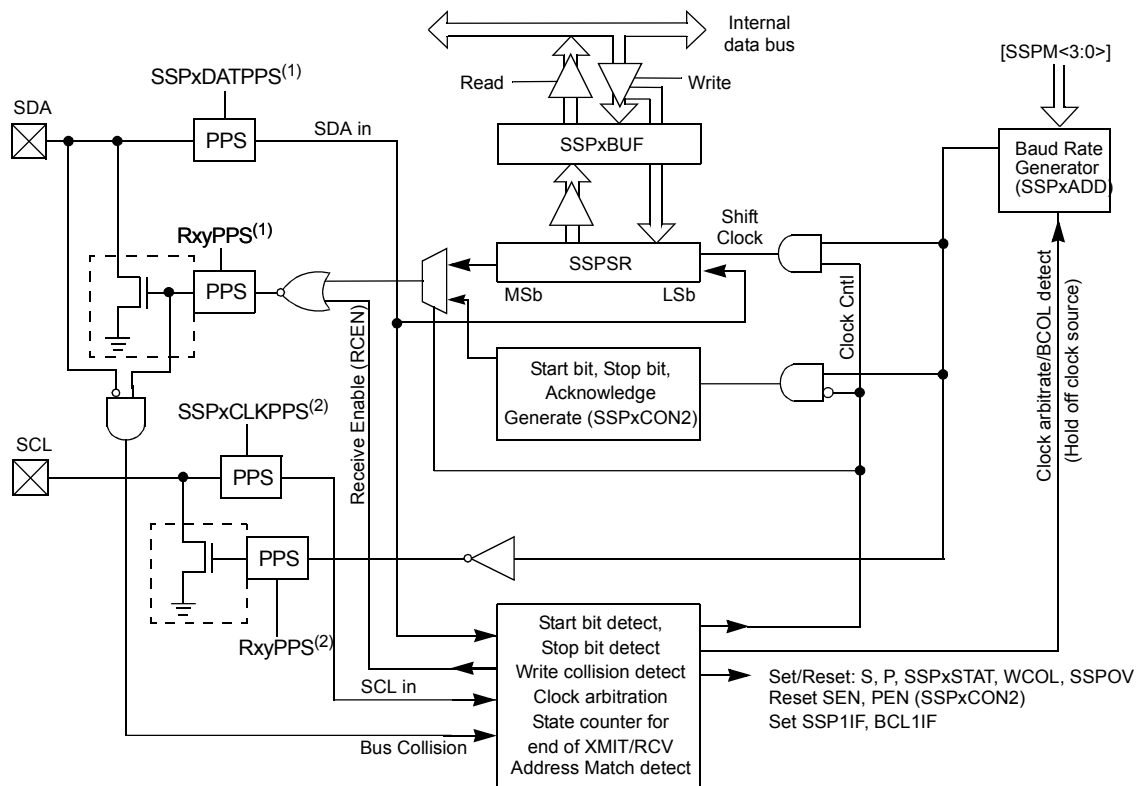 Internal
data bus
[SSPM<3:0>]
SSPxDATPPS(1)
Read
Write
SDA
PPS
SDA in
SSPxBUF
Baud Rate
Generator
(SSPxADD)
RxyPPS(1)
Shift
Clock
PPS
SSPSR
MSb
LSb
Clock Cntl
Clock arbitrate/BCOL detect
(Hold off clock source)
Receive Enable (RCEN)
Start bit, Stop bit,
Acknowledge
Generate (SSPxCON2)
SSPxCLKPPS(2)
SCL
PPS
PPS
RxyPPS(2)
Start bit detect,
Stop bit detect
Write collision detect
Clock arbitration
State counter for
end of XMIT/RCV
Address Match detect
SCL in
Bus Collision
Set/Reset: S, P, SSPxSTAT, WCOL, SSPOV
Reset SEN, PEN (SSPxCON2)
Set SSP1IF, BCL1IF